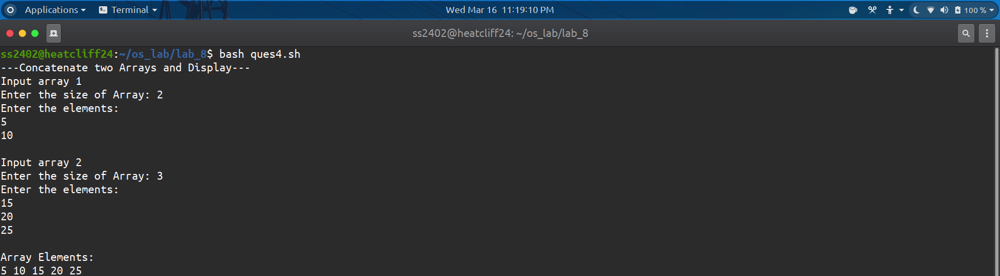 Applications Terminal Wed Mar 16 11:19:10 PM 100 %
ss2402@heatcliff24: ~/os_lab/lab_8
ss2402@heatcliff24:~/os_lab/lab_8$ bash ques4.sh
---Concatenate two Arrays and Display---
Input array 1
Enter the size of Array: 2
Enter the elements:
5
10
Input array 2
Enter the size of Array: 3
Enter the elements:
15
20
25
Array Elements:
5 10 15 20 25